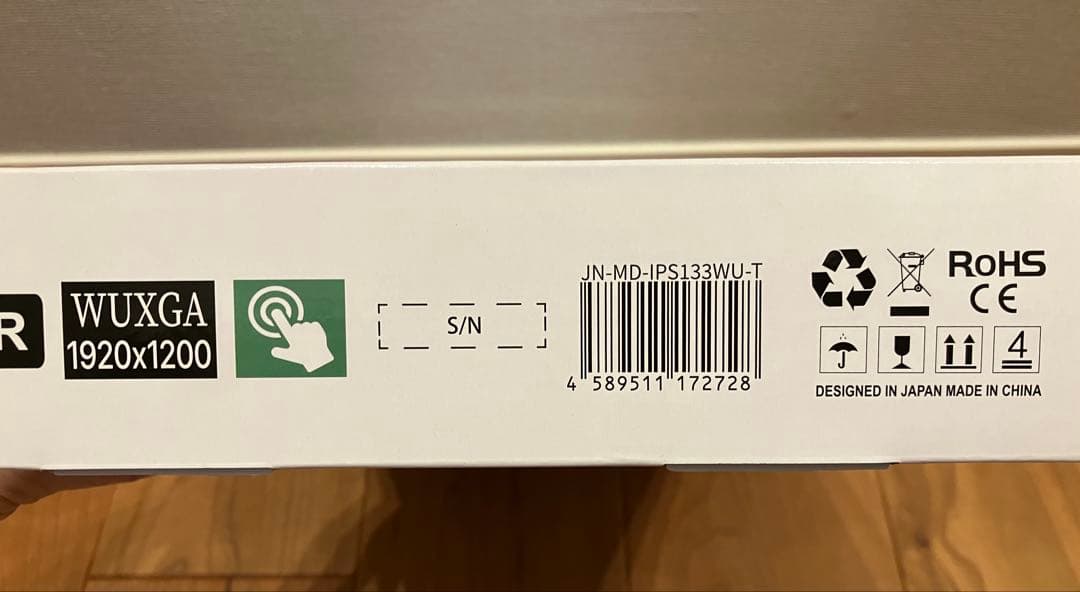 R
WUXGA
1920x1200
S/N
JN-MD-IPS133WU-T
4 589511 172728
RoHS
CE
4
DESIGNED IN JAPAN MADE IN CHINA